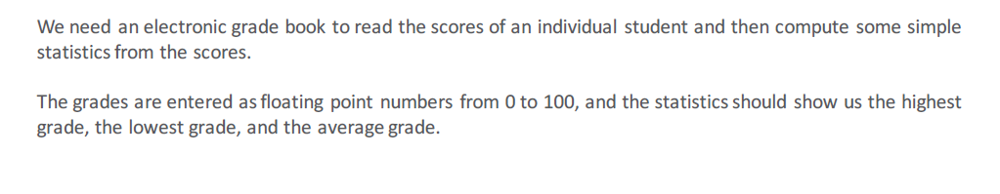 We need an electronic grade book to read the scores of an individual student and then compute some simple
statistics from the scores.
The grades are entered as floating point numbers from 0 to 100, and the statistics should show us the highest
grade, the lowest grade, and the average grade.